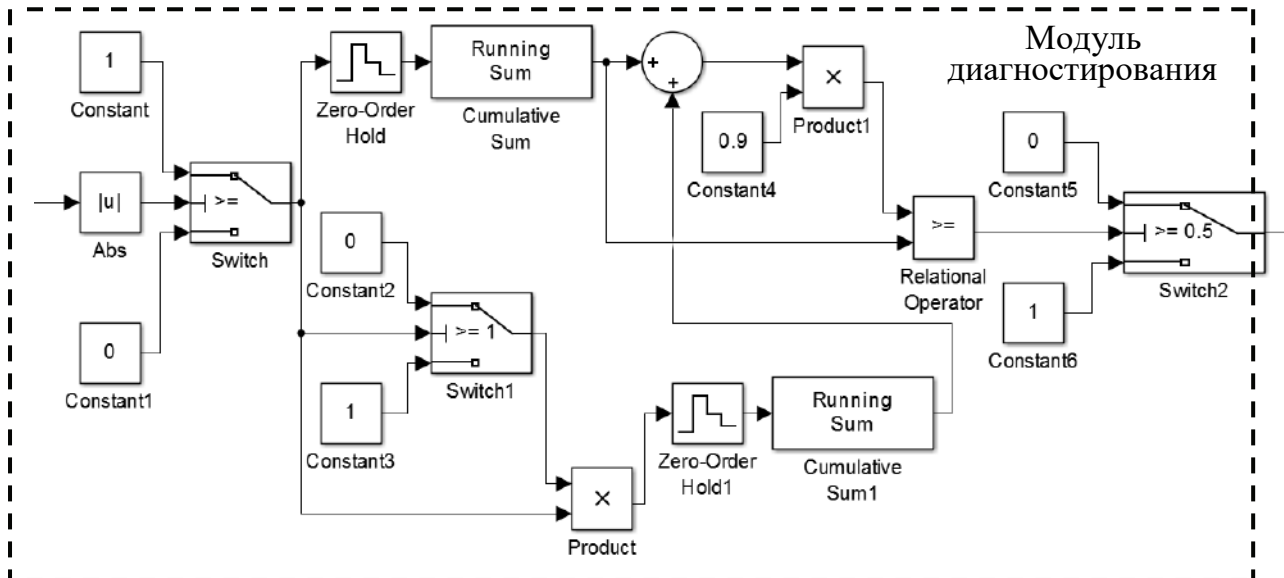 Модуль
диагностирования
1
Constant
|u|
Abs
0
Constant1
>=
Switch
Zero-Order
Hold
Running
Sum
Cumulative
Sum
+
+
×
Product1
0.9
Constant4
0
Constant2
>= 1
Switch1
1
Constant3
×
Product
Zero-Order
Hold1
Running
Sum
Cumulative
Sum1
>=
Relational
Operator
0
Constant5
>= 0.5
Switch2
1
Constant6